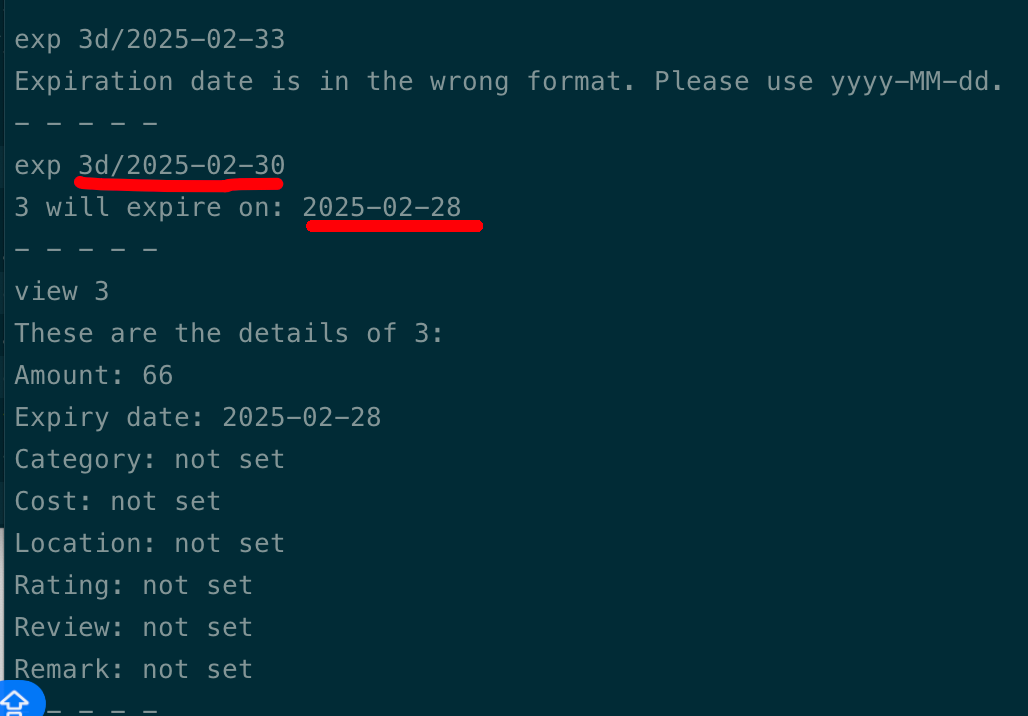 exp 3d/2025-02-33
Expiration date is in the wrong format. Please use yyyy-MM-dd.
- - - - -
exp 3d/2025-02-30
3 will expire on: 2025-02-28
- - - - -
view 3
These are the details of 3:
Amount: 66
Expiry date: 2025-02-28
Category: not set
Cost: not set
Location: not set
Rating: not set
Review: not set
Remark: not set
- - - -